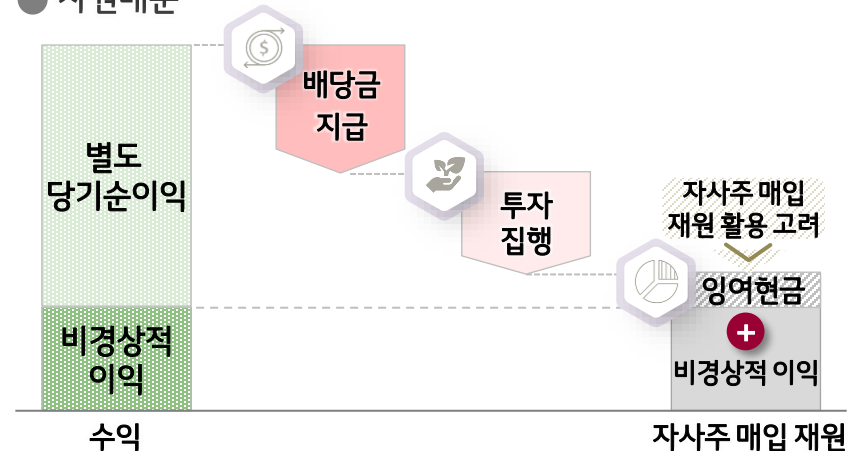 배당금
지급
별도
당기순이익
투자
집행
자사주 매입
재원 활용 고려
잉여현금
+
비경상적
이익
비경상적 이익
수익
자사주 매입 재원